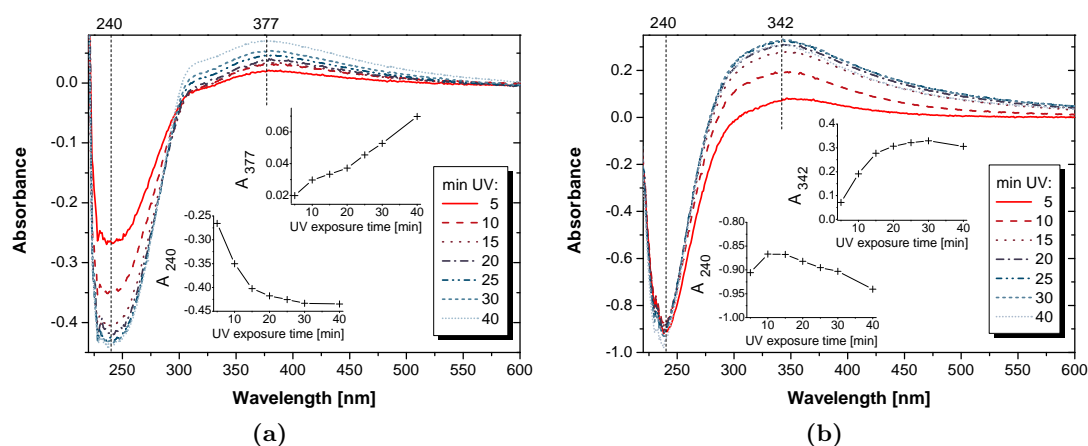 240 377
0.0
-0.1
-0.2
-0.3
-0.4
Absorbance
250 300 350 400 450 500 550 600
Wavelength [nm]
0.06
0.04
0.02
A 377
10 20 30 40
UV exposure time [min]
-0.25
-0.30
-0.35
-0.40
-0.45
A 240
10 20 30 40
UV exposure time [min]
min UV:
5
10
15
20
25
30
40
(a)
240 342
0.2
0.0
-0.2
-0.4
-0.6
-0.8
-1.0
Absorbance
250 300 350 400 450 500 550 600
Wavelength [nm]
0.4
0.3
0.2
0.1
0.0
A 342
10 20 30 40
UV exposure time [min]
-0.80
-0.85
-0.90
-0.95
-1.00
A 240
10 20 30 40
UV exposure time [min]
min UV:
5
10
15
20
25
30
40
(b)